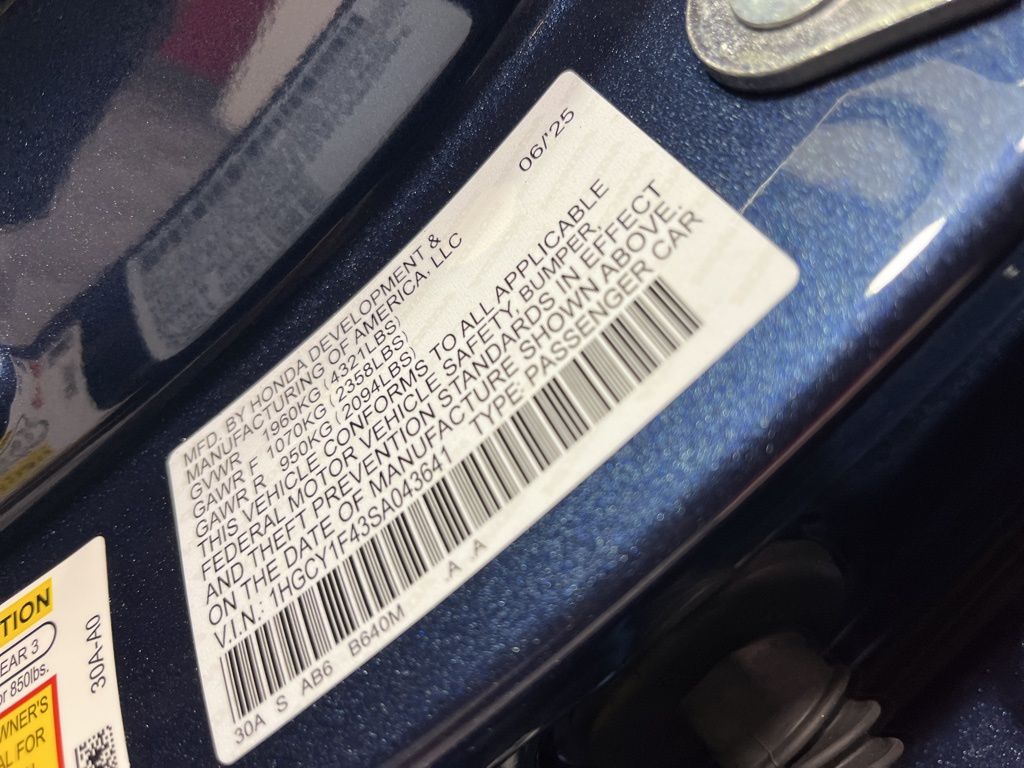 06/'25
MFD. BY HONDA DEVELOPMENT &
MANUFACTURING OF AMERICA, LLC
GVWR 1960KG (4321LBS)
GAWR F 1070KG (2358LBS)
GAWR R 950KG (2094LBS)
THIS VEHICLE CONFORMS TO ALL APPLICABLE
FEDERAL MOTOR VEHICLE SAFETY, BUMPER,
AND THEFT PREVENTION STANDARDS IN EFFECT
ON THE DATE OF MANUFACTURE SHOWN ABOVE.
V.I.N.: 1HGCY1F43SA043641 TYPE: PASSENGER CAR
30A S AB6 B640M A A
TION
EAR 3
or 850lbs.
WNER'S
AL FOR
30A-A0